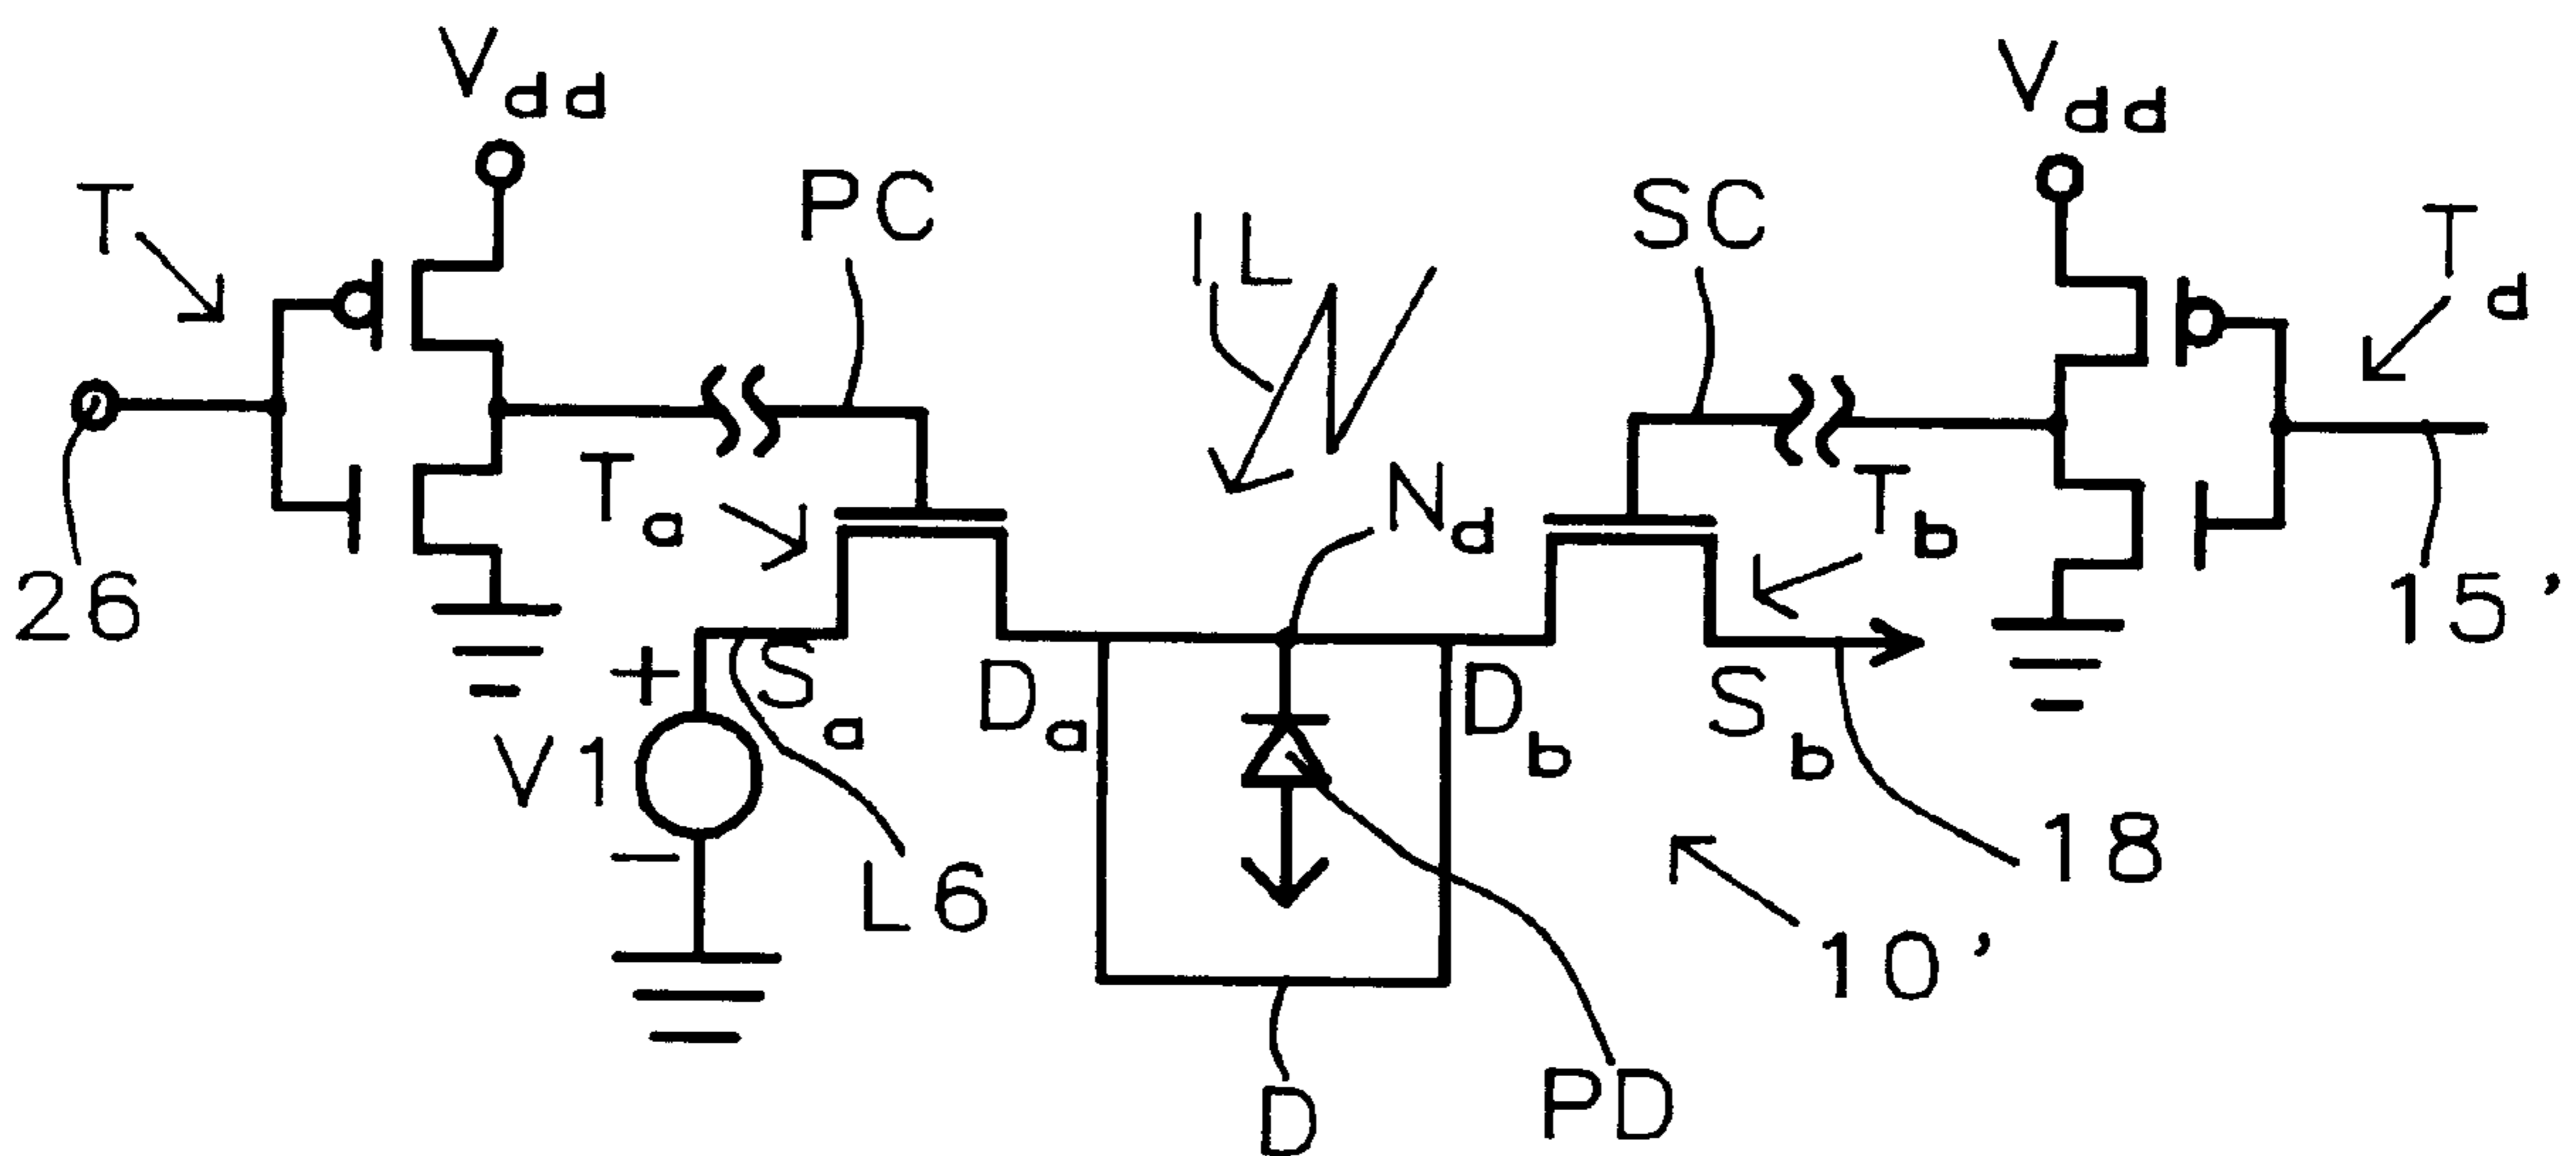 Vdd
Vdd
T
PC
IL
SC
Td
Ta
Nd
Tb
26
15'
+
Sa
Da
Db
Sb
V1
−
L6
18
10'
PD
D